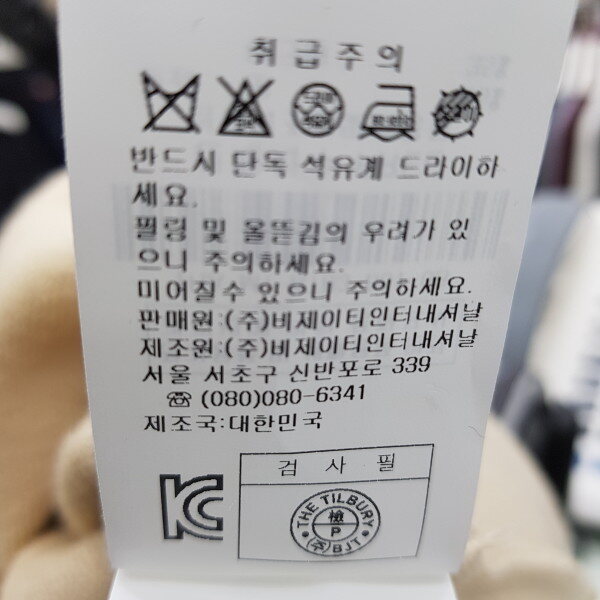 취급주의
반드시 단독 석유계 드라이하
세요.
필링 및 올뜯김의 우려가 있
으니 주의하세요.
미어질수 있으니 주의하세요.
판매원:(주)비제이티인터내셔날
제조원:(주)비제이티인터내셔날
서울 서초구 신반포로 339
☏ (080)080-6341
제조국:대한민국
검 사 필
THE TILBURY
檢
P
(주)BJT